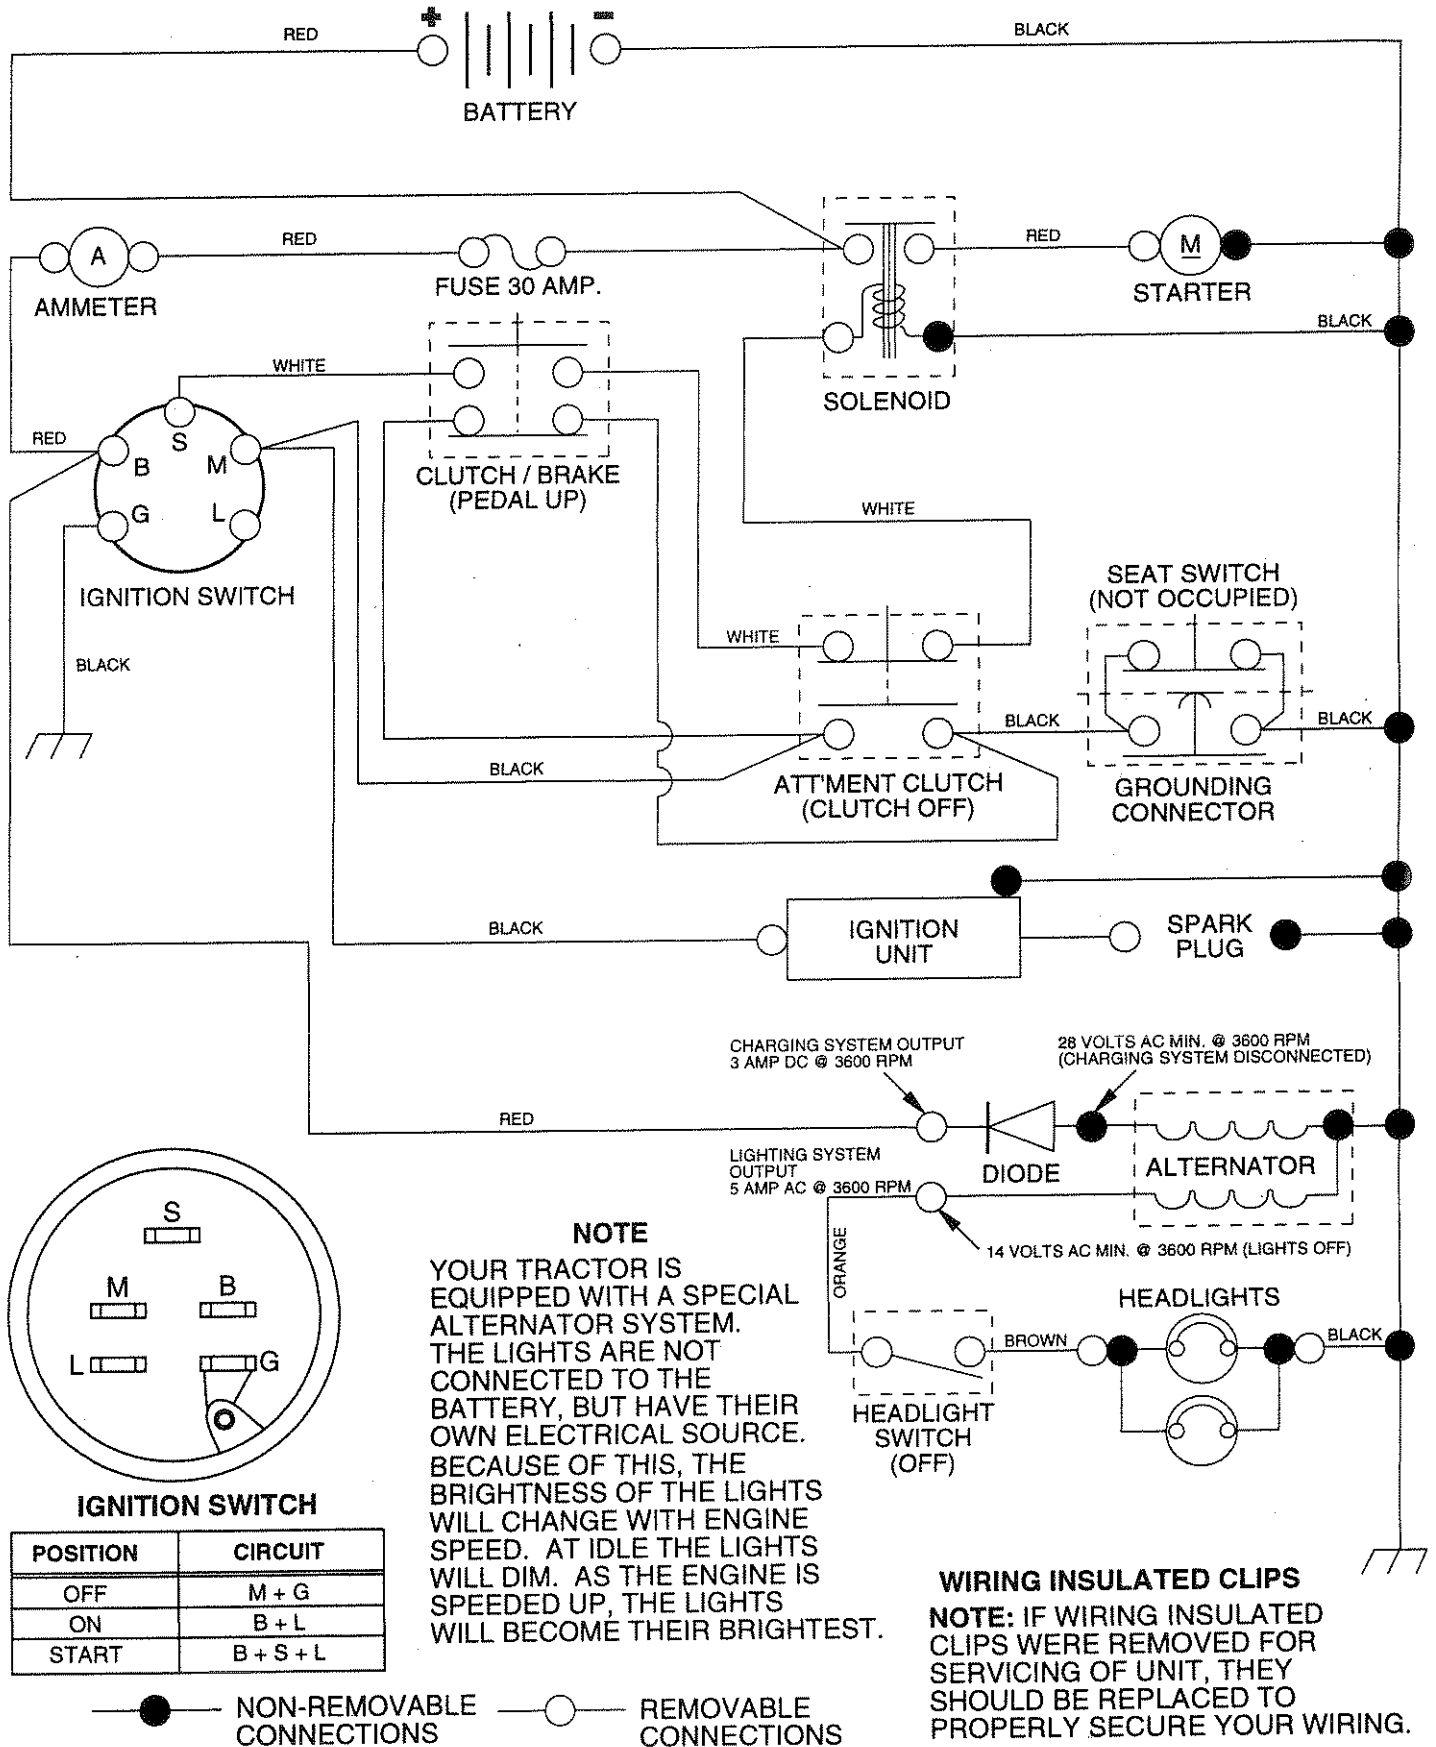 + −
RED
BLACK
BATTERY
RED
RED
A
M
AMMETER
FUSE 30 AMP.
STARTER
BLACK
WHITE
SOLENOID
S
RED
B
M
G
L
CLUTCH / BRAKE
(PEDAL UP)
WHITE
IGNITION SWITCH
SEAT SWITCH
(NOT OCCUPIED)
WHITE
BLACK
BLACK
BLACK
BLACK
ATT'MENT CLUTCH
(CLUTCH OFF)
GROUNDING
CONNECTOR
BLACK
IGNITION
UNIT
SPARK
PLUG
CHARGING SYSTEM OUTPUT
3 AMP DC @ 3600 RPM
28 VOLTS AC MIN. @ 3600 RPM
(CHARGING SYSTEM DISCONNECTED)
RED
LIGHTING SYSTEM
OUTPUT
5 AMP AC @ 3600 RPM
DIODE
ALTERNATOR
14 VOLTS AC MIN. @ 3600 RPM (LIGHTS OFF)
ORANGE
HEADLIGHTS
BROWN
BLACK
HEADLIGHT
SWITCH
(OFF)
S
M
B
L
G
IGNITION SWITCH
POSITION CIRCUIT
OFF M + G
ON B + L
START B + S + L
NOTE
YOUR TRACTOR IS
EQUIPPED WITH A SPECIAL
ALTERNATOR SYSTEM.
THE LIGHTS ARE NOT
CONNECTED TO THE
BATTERY, BUT HAVE THEIR
OWN ELECTRICAL SOURCE.
BECAUSE OF THIS, THE
BRIGHTNESS OF THE LIGHTS
WILL CHANGE WITH ENGINE
SPEED. AT IDLE THE LIGHTS
WILL DIM. AS THE ENGINE IS
SPEEDED UP, THE LIGHTS
WILL BECOME THEIR BRIGHTEST.
WIRING INSULATED CLIPS
NOTE: IF WIRING INSULATED
CLIPS WERE REMOVED FOR
SERVICING OF UNIT, THEY
SHOULD BE REPLACED TO
PROPERLY SECURE YOUR WIRING.
NON-REMOVABLE
CONNECTIONS
REMOVABLE
CONNECTIONS